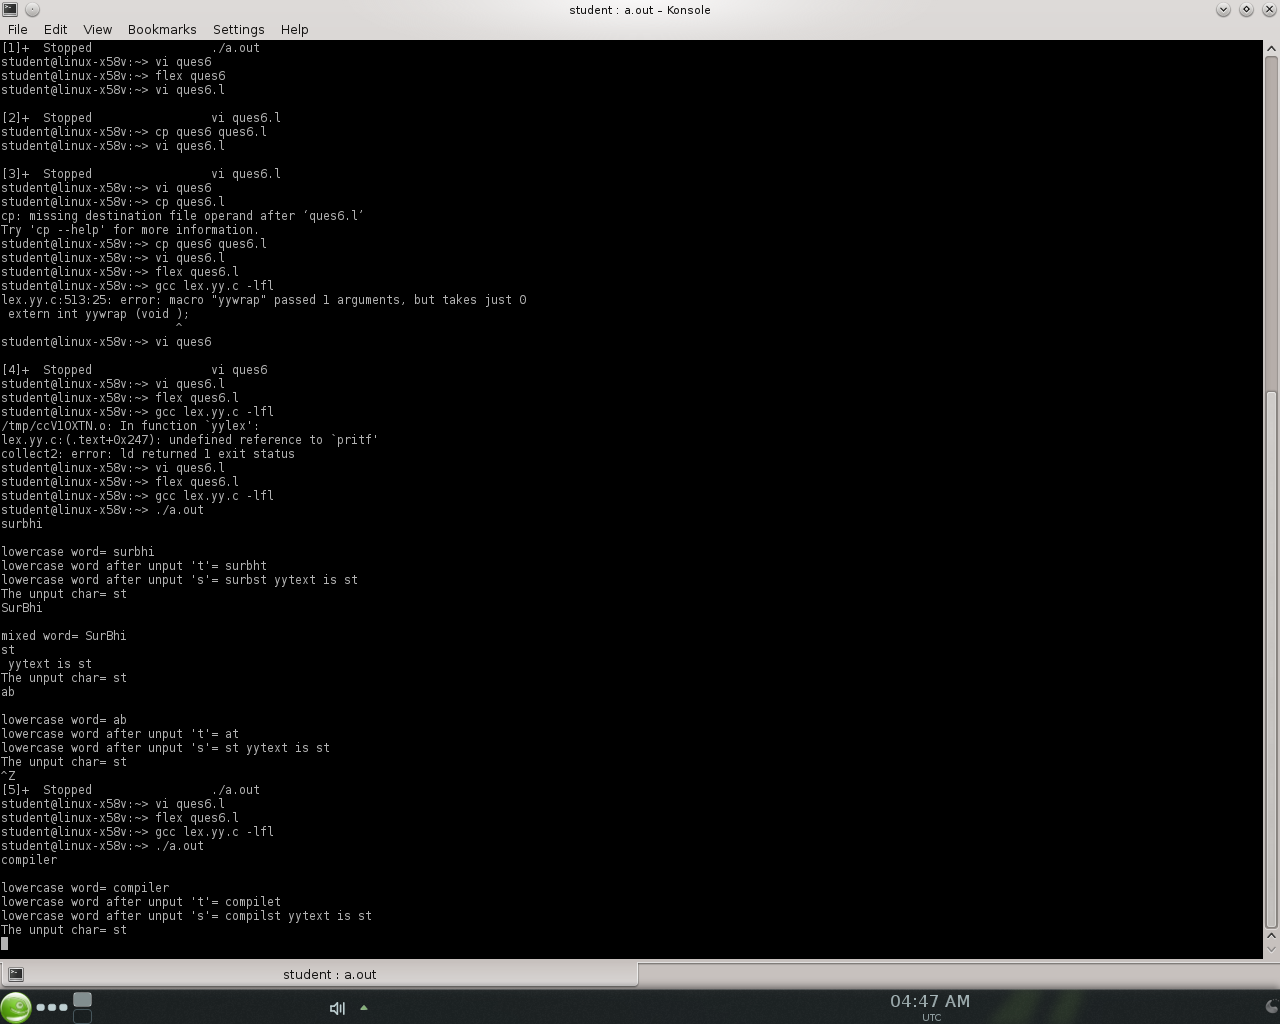 student : a.out – Konsole
File Edit View Bookmarks Settings Help
[1]+  Stopped                 ./a.out
student@linux-x58v:~> vi ques6
student@linux-x58v:~> flex ques6
student@linux-x58v:~> vi ques6.l
[2]+  Stopped                 vi ques6.l
student@linux-x58v:~> cp ques6 ques6.l
student@linux-x58v:~> vi ques6.l
[3]+  Stopped                 vi ques6.l
student@linux-x58v:~> vi ques6
student@linux-x58v:~> cp ques6.l
cp: missing destination file operand after ‘ques6.l’
Try 'cp --help' for more information.
student@linux-x58v:~> cp ques6 ques6.l
student@linux-x58v:~> vi ques6.l
student@linux-x58v:~> flex ques6.l
student@linux-x58v:~> gcc lex.yy.c -lfl
lex.yy.c:513:25: error: macro "yywrap" passed 1 arguments, but takes just 0
 extern int yywrap (void );
                         ^
student@linux-x58v:~> vi ques6
[4]+  Stopped                 vi ques6
student@linux-x58v:~> vi ques6.l
student@linux-x58v:~> flex ques6.l
student@linux-x58v:~> gcc lex.yy.c -lfl
/tmp/ccVlOXTN.o: In function `yylex':
lex.yy.c:(.text+0x247): undefined reference to `pritf'
collect2: error: ld returned 1 exit status
student@linux-x58v:~> vi ques6.l
student@linux-x58v:~> flex ques6.l
student@linux-x58v:~> gcc lex.yy.c -lfl
student@linux-x58v:~> ./a.out
surbhi
lowercase word= surbhi
lowercase word after unput 't'= surbht
lowercase word after unput 's'= surbst yytext is st
The unput char= st
SurBhi
mixed word= SurBhi
st
 yytext is st
The unput char= st
ab
lowercase word= ab
lowercase word after unput 't'= at
lowercase word after unput 's'= st yytext is st
The unput char= st
^Z
[5]+  Stopped                 ./a.out
student@linux-x58v:~> vi ques6.l
student@linux-x58v:~> flex ques6.l
student@linux-x58v:~> gcc lex.yy.c -lfl
student@linux-x58v:~> ./a.out
compiler
lowercase word= compiler
lowercase word after unput 't'= compilet
lowercase word after unput 's'= compilst yytext is st
The unput char= st
student : a.out
04:47 AM
UTC